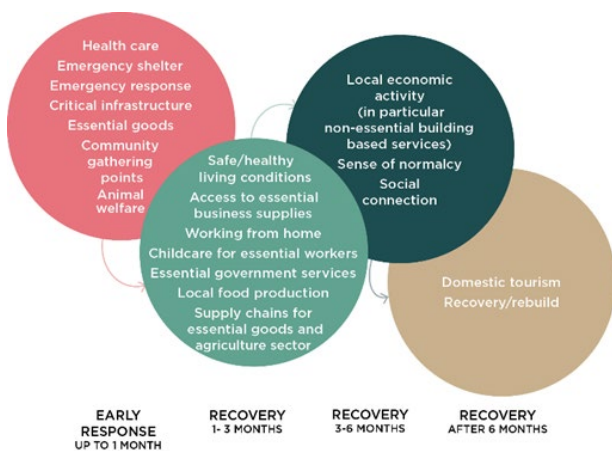 Health care
Emergency shelter
Emergency response
Critical infrastructure
Essential goods
Community
gathering
points
Animal
welfare
Safe/healthy
living conditions
Access to essential
business supplies
Working from home
Childcare for essential workers
Essential government services
Local food production
Supply chains for
essential goods and
agriculture sector
Local economic
activity
(in particular
non-essential building
based services)
Sense of normalcy
Social
connection
Domestic tourism
Recovery/rebuild
EARLY
RESPONSE
UP TO 1 MONTH
RECOVERY
1- 3 MONTHS
RECOVERY
3-6 MONTHS
RECOVERY
AFTER 6 MONTHS